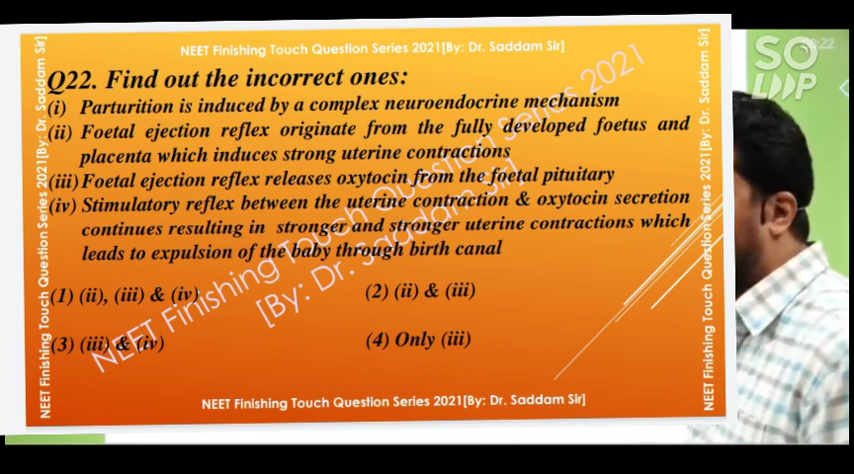 NEET Finishing Touch Question Series 2021[By: Dr. Saddam Sir]
Q22. Find out the incorrect ones:
(i) Parturition is induced by a complex neuroendocrine mechanism
(ii) Foetal ejection reflex originate from the fully developed foetus and
placenta which induces strong uterine contractions
(iii) Foetal ejection reflex releases oxytocin from the foetal pituitary
(iv) Stimulatory reflex between the uterine contraction & oxytocin secretion
continues resulting in stronger and stronger uterine contractions which
leads to expulsion of the baby through birth canal
(1) (ii), (iii) & (iv)
(2) (ii) & (iii)
(3) (iii) & (iv)
(4) Only (iii)
NEET Finishing Touch Question Series 2021[By: Dr. Saddam Sir]
NEET Finishing Touch Question Series 2021[By: Dr. Saddam Sir]
NEET Finishing Touch Question Series 2021[By: Dr. Saddam Sir]
NEET Finishing Touch Question Series 2021
[By: Dr. Saddam Sir]
SO